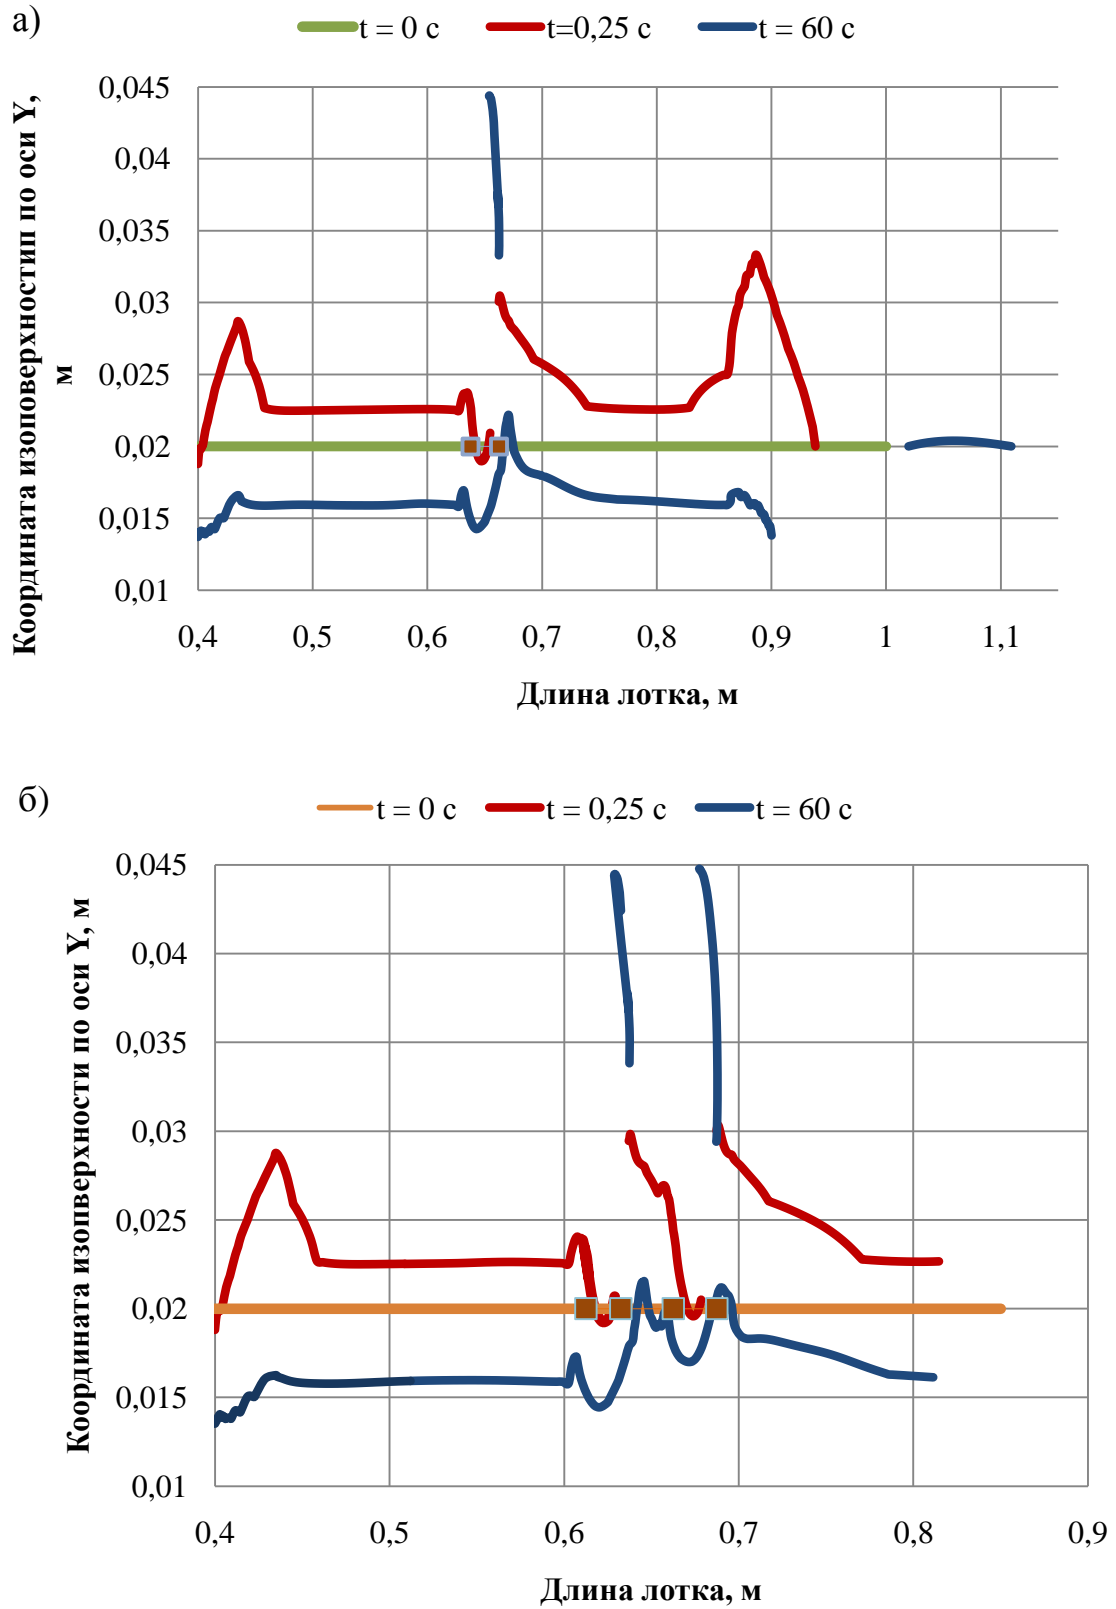 а)
t = 0 с t=0,25 с t = 60 с
Координата изоповерхностип по оси Y,
м
0,045
0,04
0,035
0,03
0,025
0,02
0,015
0,01
0,4 0,5 0,6 0,7 0,8 0,9 1 1,1
Длина лотка, м
б)
t = 0 с t = 0,25 с t = 60 с
Координата изопверхности по оси Y, м
0,045
0,04
0,035
0,03
0,025
0,02
0,015
0,01
0,4 0,5 0,6 0,7 0,8 0,9
Длина лотка, м